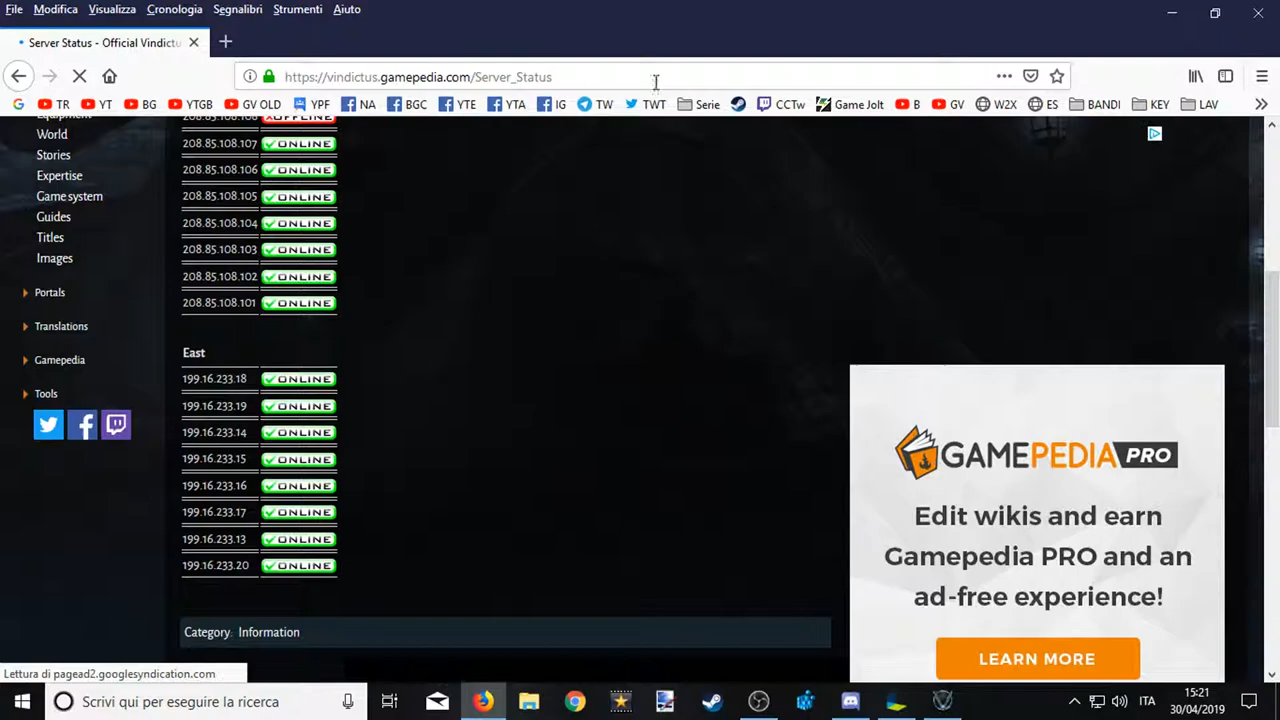 File Modifica Visualizza Cronologia Segnalibri Strumenti Aiuto
Server Status - Official Vindictu
https://vindictus.gamepedia.com/Server_Status
TR YT BG YTGB GV OLD YPF NA BGC YTE YTA IG TW TWT Serie CCTw Game Jolt B GV W2X ES BANDI KEY LAV
Equipment
World
Stories
Expertise
Game system
Guides
Titles
Images
Portals
Translations
Gamepedia
Tools
208.85.108.108 OFFLINE
208.85.108.107 ONLINE
208.85.108.106 ONLINE
208.85.108.105 ONLINE
208.85.108.104 ONLINE
208.85.108.103 ONLINE
208.85.108.102 ONLINE
208.85.108.101 ONLINE
East
199.16.233.18 ONLINE
199.16.233.19 ONLINE
199.16.233.14 ONLINE
199.16.233.15 ONLINE
199.16.233.16 ONLINE
199.16.233.17 ONLINE
199.16.233.13 ONLINE
199.16.233.20 ONLINE
Category: Information
GAMEPEDIA PRO
Edit wikis and earn
Gamepedia PRO and an
ad-free experience!
LEARN MORE
Lettura di pagead2.googlesyndication.com
Scrivi qui per eseguire la ricerca
ITA
15:21
30/04/2019